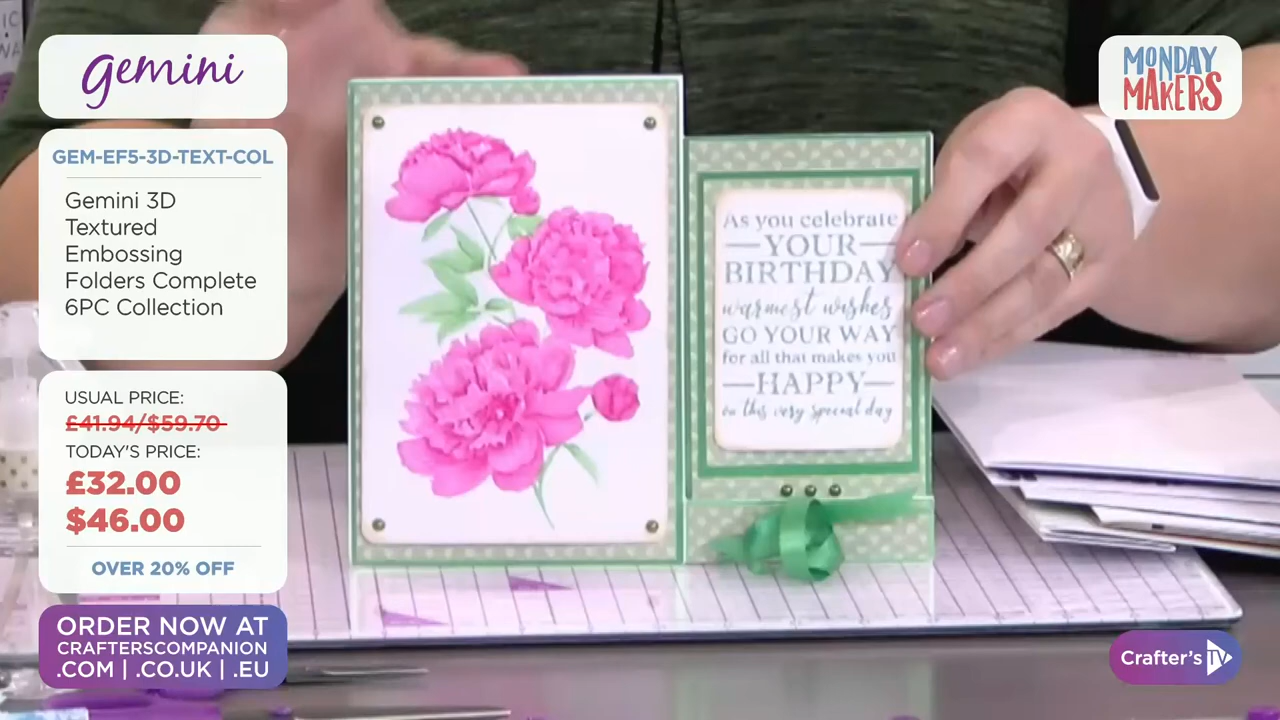 gemini
GEM-EF5-3D-TEXT-COL
Gemini 3D
Textured
Embossing
Folders Complete
6PC Collection
USUAL PRICE:
£41.94/$59.70
TODAY'S PRICE:
£32.00
$46.00
OVER 20% OFF
ORDER NOW AT
CRAFTERSCOMPANION
.COM | .CO.UK | .EU
As you celebrate
YOUR
BIRTHDAY
warmest wishes
GO YOUR WAY
for all that makes you
HAPPY
on this very special day
MONDAY
MAKERS
Crafter's TV